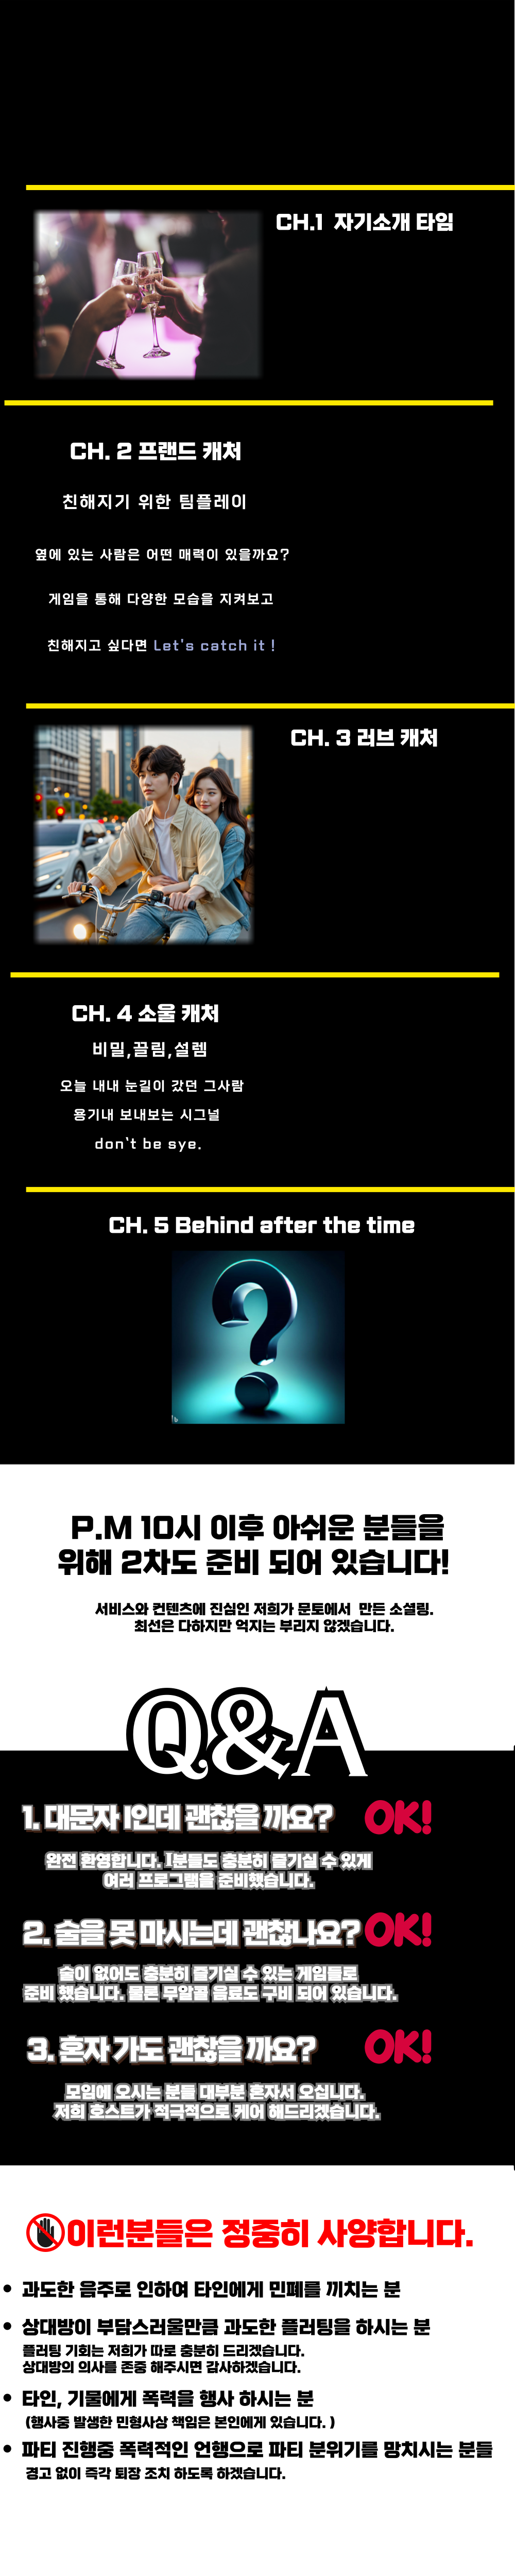 CH.1 자기소개 타임
CH. 2 프랜드 캐처
친해지기 위한 팀플레이
옆에 있는 사람은 어떤 매력이 있을까요?
게임을 통해 다양한 모습을 지켜보고
친해지고 싶다면 Let's catch it !
CH. 3 러브 캐처
CH. 4 소울 캐처
비밀,끌림,설렘
오늘 내내 눈길이 갔던 그사람
용기내 보내보는 시그널
don't be sye.
CH. 5 Behind after the time
P.M 10시 이후 아쉬운 분들을
위해 2차도 준비 되어 있습니다!
서비스와 컨텐츠에 진심인 저희가 문토에서 만든 소셜링.
최선은 다하지만 억지는 부리지 않겠습니다.
Q&A
1. 대문자 I인데 괜찮을 까요? OK!
완전 환영합니다. I분들도 충분히 즐기실 수 있게
여러 프로그램을 준비했습니다.
2. 술을 못 마시는데 괜찮나요? OK!
술이 없어도 충분히 즐기실 수 있는 게임들로
준비 했습니다. 물론 무알콜 음료도 구비 되어 있습니다.
3. 혼자 가도 괜찮을 까요? OK!
모임에 오시는 분들 대부분 혼자서 오십니다.
저희 호스트가 적극적으로 케어 해드리겠습니다.
이런분들은 정중히 사양합니다.
• 과도한 음주로 인하여 타인에게 민폐를 끼치는 분
• 상대방이 부담스러울만큼 과도한 플러팅을 하시는 분
플러팅 기회는 저희가 따로 충분히 드리겠습니다.
상대방의 의사를 존중 해주시면 감사하겠습니다.
• 타인, 기물에게 폭력을 행사 하시는 분
(행사중 발생한 민형사상 책임은 본인에게 있습니다. )
• 파티 진행중 폭력적인 언행으로 파티 분위기를 망치시는 분들
경고 없이 즉각 퇴장 조치 하도록 하겠습니다.